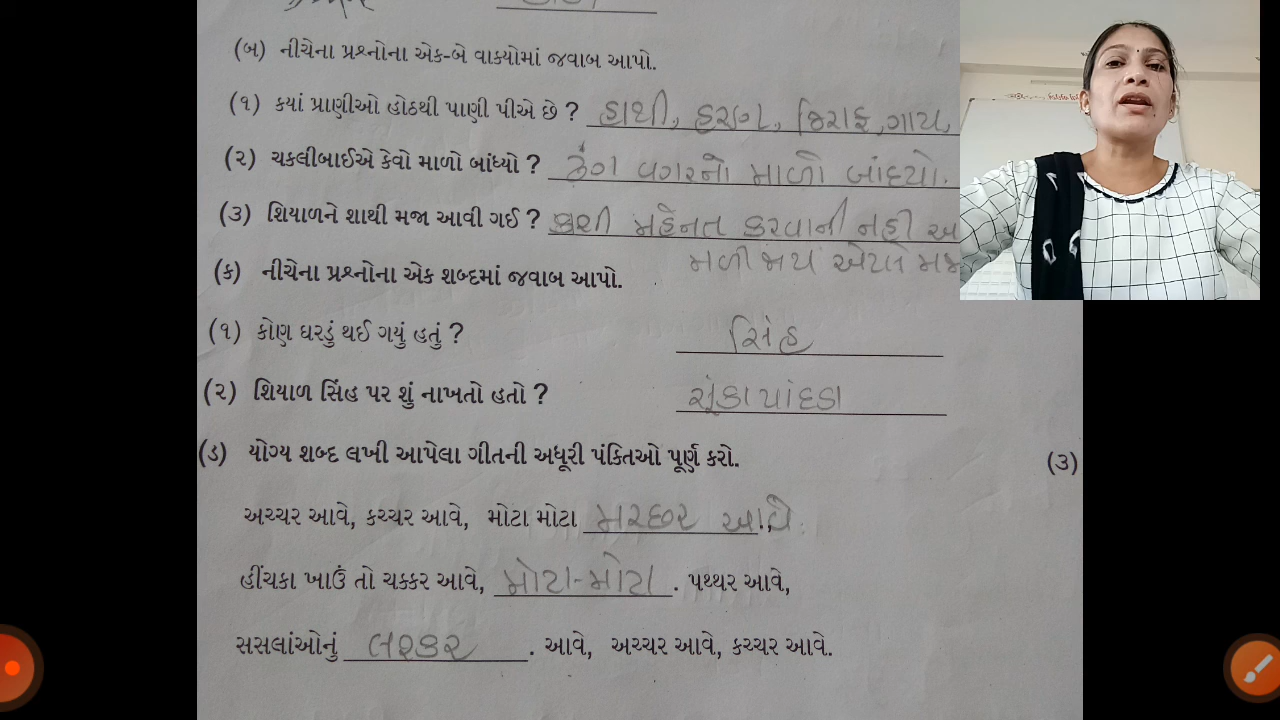 (બ) નીચેના પ્રશ્નોના એક-બે વાક્યોમાં જવાબ આપો.
(૧) કયાં પ્રાણીઓ હોઠથી પાણી પીએ છે ? હાથી, હરણ, જિરાફ, ગાય,
(૨) ચકલીબાઈએ કેવો માળો બાંધ્યો ? ઢંગ વગરનો માળો બાંધ્યો.
(૩) શિયાળને શાથી મજા આવી ગઈ ? કશી મહેનત કરવાની નહી
મળી જાય એટલે
(ક) નીચેના પ્રશ્નોના એક શબ્દમાં જવાબ આપો.
(૧) કોણ ઘરડું થઈ ગયું હતું ? સિંહ
(૨) શિયાળ સિંહ પર શું નાખતો હતો ? સૂંકા પાંદડા
(ડ) યોગ્ય શબ્દ લખી આપેલા ગીતની અધૂરી પંક્તિઓ પૂર્ણ કરો. (૩)
અચ્ચર આવે, કચ્ચર આવે, મોટા મોટા મચ્છર આવે.,
હીંચકા ખાઉં તો ચક્કર આવે, મોટા-મોટા. પથ્થર આવે,
સસલાંઓનું લશ્કર. આવે, અચ્ચર આવે, કચ્ચર આવે.